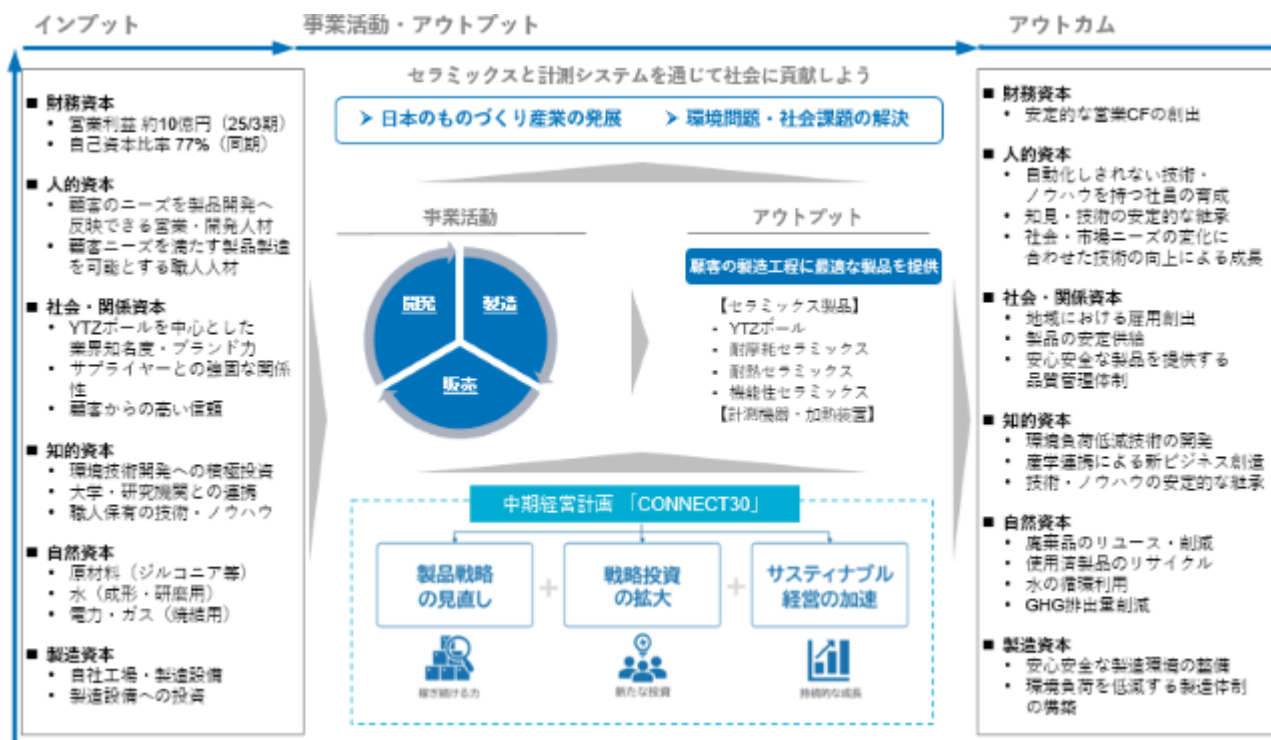 インプット
事業活動・アウトプット
アウトカム
■ 財務資本
• 営業利益 約10億円（25/3期）
• 自己資本比率 77%（同期）
■ 人的資本
• 顧客のニーズを製品開発へ
反映できる営業・開発人材
• 顧客ニーズを満たす製品製造
を可能とする職人人材
■ 社会・関係資本
• YTZボールを中心とした
業界知名度・ブランド力
• サプライヤーとの強固な関係
性
• 顧客からの高い信頼
■ 知的資本
• 環境技術開発への積極投資
• 大学・研究機関との連携
• 職人保有の技術・ノウハウ
■ 自然資本
• 原材料（ジルコニア等）
• 水（成形・研磨用）
• 電力・ガス（焼結用）
■ 製造資本
• 自社工場・製造設備
• 製造設備への投資
セラミックスと計測システムを通じて社会に貢献しよう
➤ 日本のものづくり産業の発展
➤ 環境問題・社会課題の解決
事業活動
開発
製造
販売
アウトプット
顧客の製造工程に最適な製品を提供
【セラミックス製品】
• YTZボール
• 耐摩耗セラミックス
• 耐熱セラミックス
• 機能性セラミックス
【計測機器・加熱装置】
中期経営計画 「CONNECT30」
製品戦略
の見直し
+
戦略投資
の拡大
+
サスティナブル
経営の加速
稼ぎ続ける力
新たな投資
持続的な成長
■ 財務資本
• 安定的な営業CFの創出
■ 人的資本
• 自動化しきれない技術・
ノウハウを持つ社員の育成
• 知見・技術の安定的な継承
• 社会・市場ニーズの変化に
合わせた技術の向上による成長
■ 社会・関係資本
• 地域における雇用創出
• 製品の安定供給
• 安心安全な製品を提供する
品質管理体制
■ 知的資本
• 環境負荷低減技術の開発
• 産学連携による新ビジネス創造
• 技術・ノウハウの安定的な継承
■ 自然資本
• 廃棄品のリユース・削減
• 使用済製品のリサイクル
• 水の循環利用
• GHG排出量削減
■ 製造資本
• 安心安全な製造環境の整備
• 環境負荷を低減する製造体制
の構築